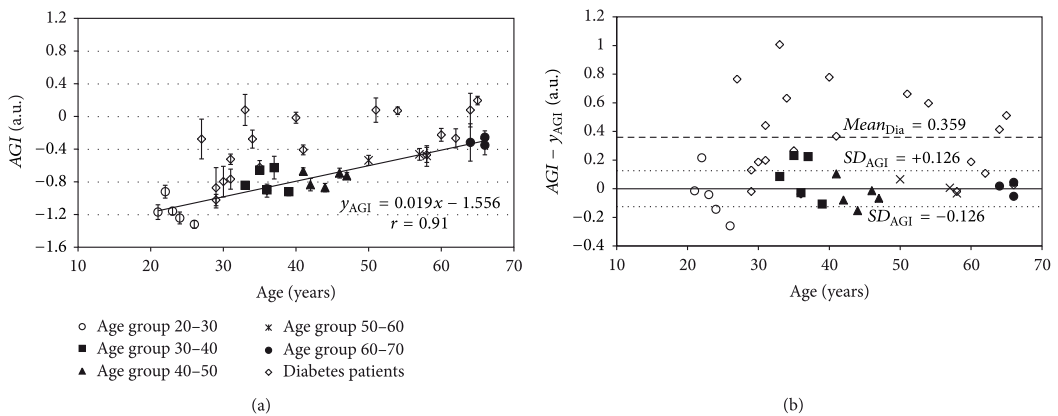 1.2
0.8
0.4
0
−0.4
−0.8
−1.2
−1.6
AGI (a.u.)
y_AGI = 0.019x − 1.556
r = 0.91
10 20 30 40 50 60 70
Age (years)
Age group 20–30
Age group 30–40
Age group 40–50
Age group 50–60
Age group 60–70
Diabetes patients
(a)
1.2
1
0.8
0.6
0.4
0.2
0
−0.2
−0.4
AGI − y_AGI (a.u.)
Mean_Dia = 0.359
SD_AGI = +0.126
SD_AGI = −0.126
10 20 30 40 50 60 70
Age (years)
(b)